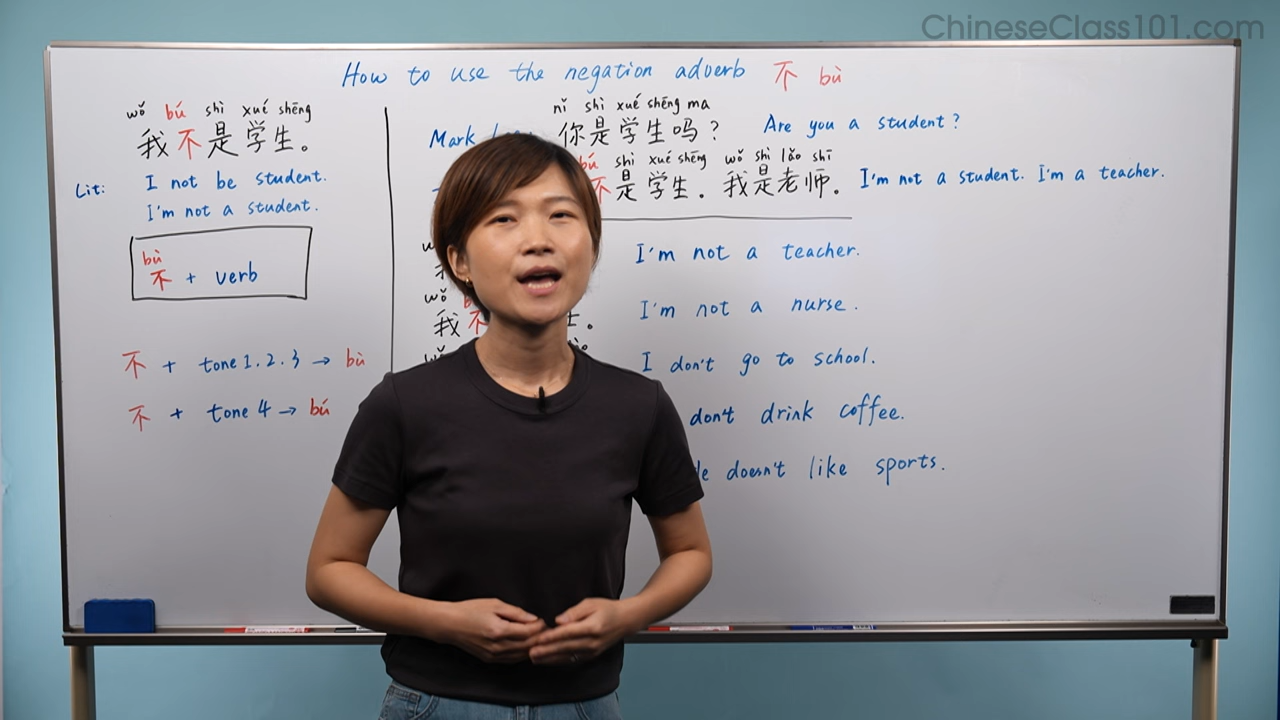 ChineseClass101.com
How to use the negation adverb 不 bù
wǒ bú shì xué shēng
我不是学生。
Lit: I not be student.
I'm not a student.
bù
不 + verb
不 + tone 1.2.3 → bù
不 + tone 4 → bú
nǐ shì xué shēng ma
Mark 你是学生吗? Are you a student?
bú shì xué shēng wǒ shì lǎo shī
不是学生。我是老师。 I'm not a student. I'm a teacher.
I'm not a teacher.
wǒ
我不 生。 I'm not a nurse.
I don't go to school.
don't drink coffee.
doesn't like sports.